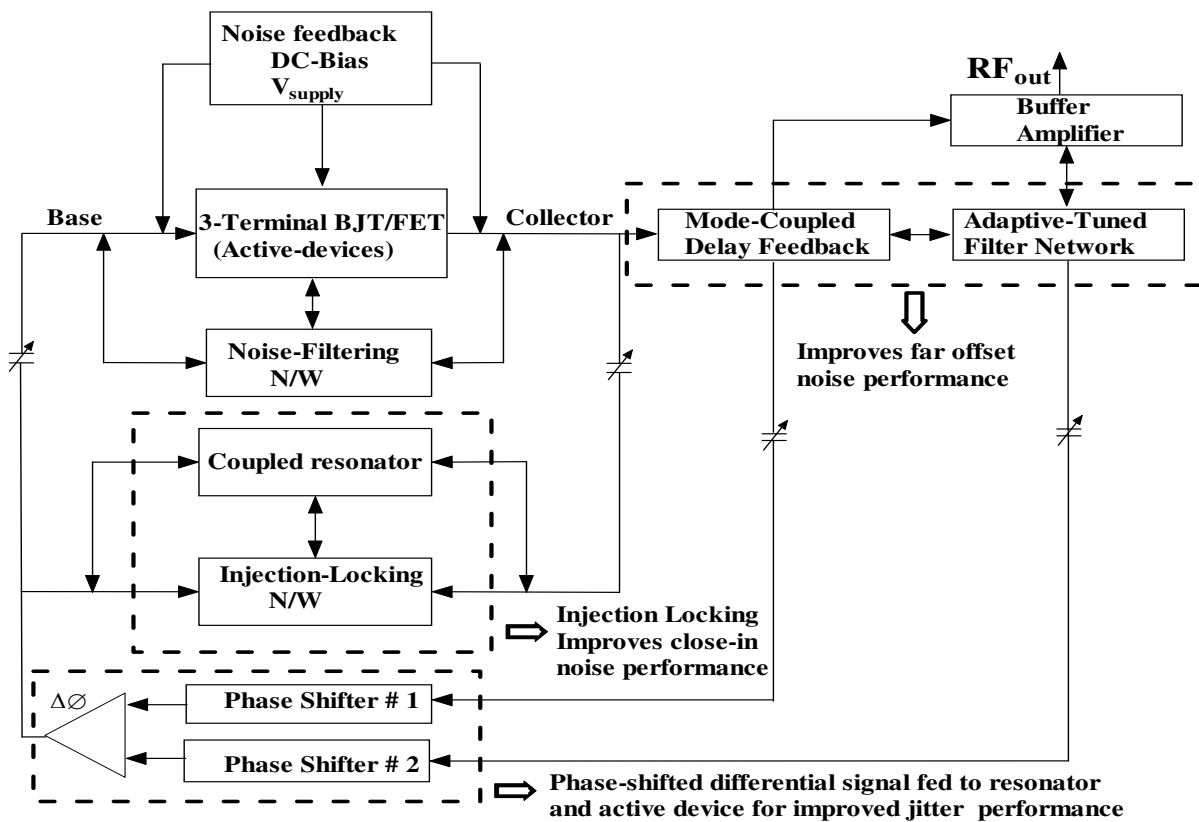 Noise feedback
DC-Bias
Vsupply
RFout
Buffer
Amplifier
Base
3-Terminal BJT/FET
(Active-devices)
Collector
Mode-Coupled
Delay Feedback
Adaptive-Tuned
Filter Network
Noise-Filtering
N/W
Improves far offset
noise performance
Coupled resonator
Injection-Locking
N/W
Injection Locking
Improves close-in
noise performance
Δ∅
Phase Shifter # 1
Phase Shifter # 2
Phase-shifted differential signal fed to resonator
and active device for improved jitter performance